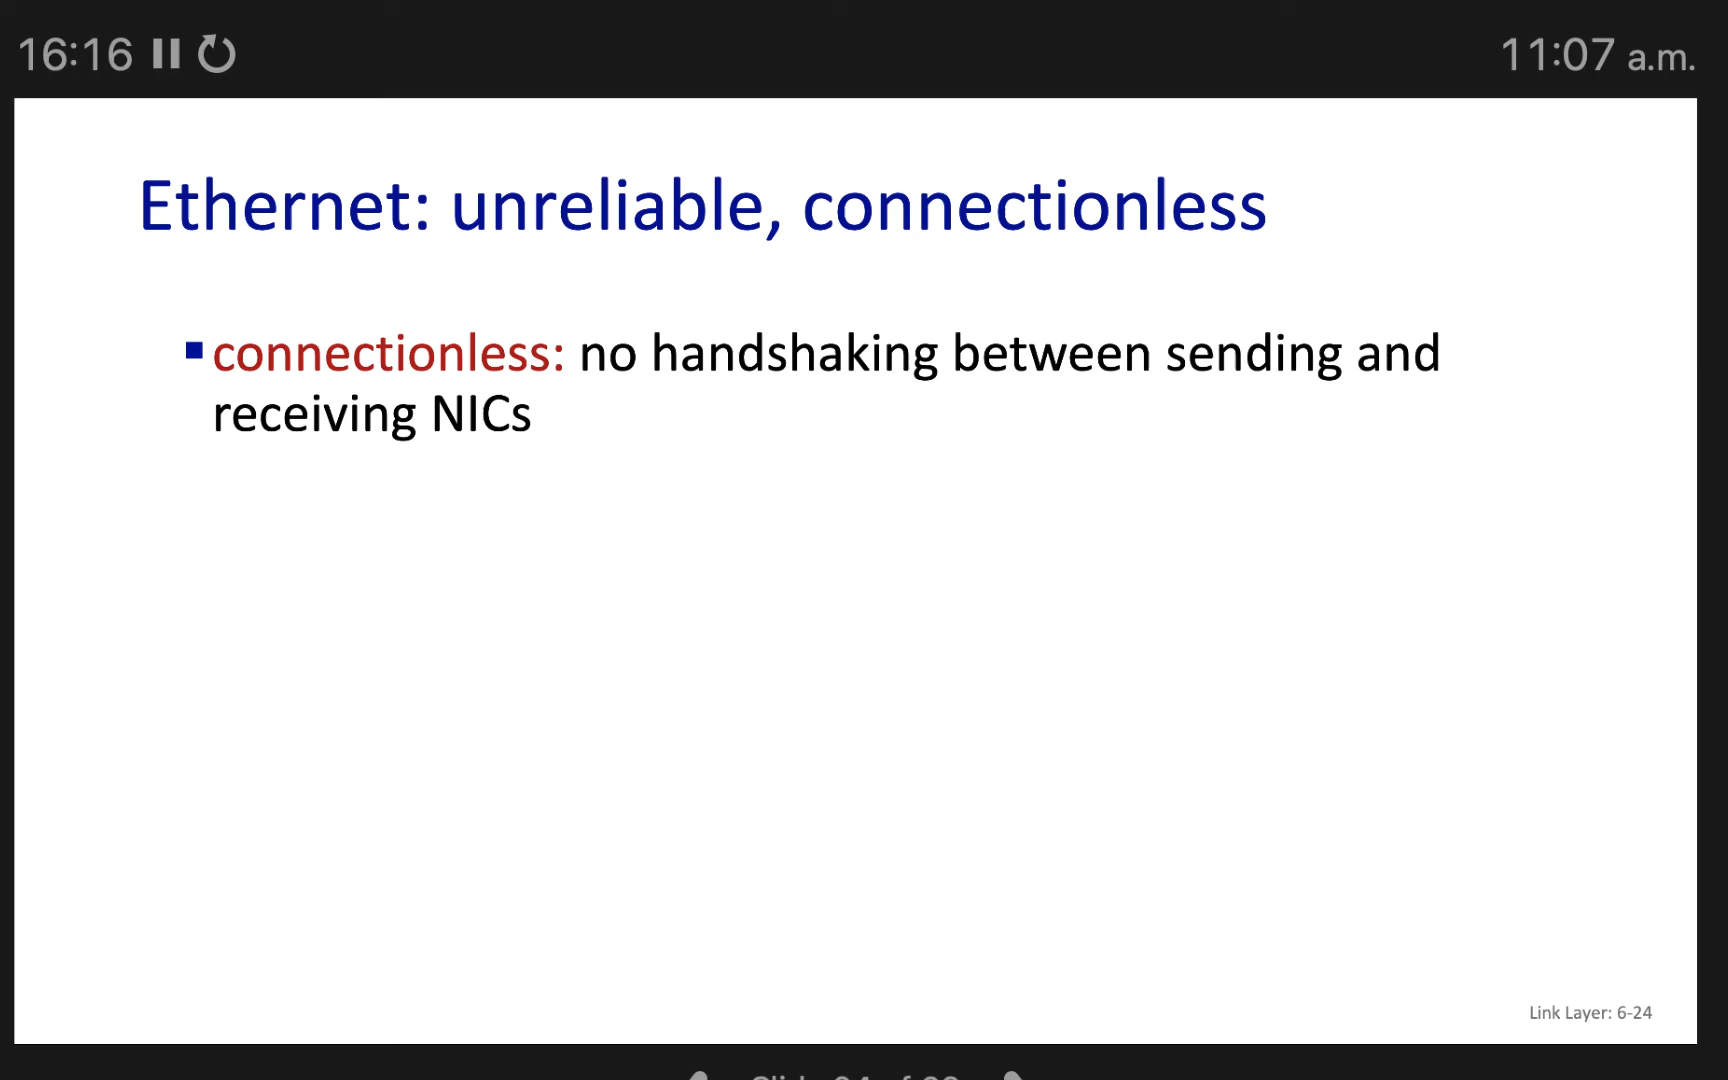 16:16
11:07 a.m.
Ethernet: unreliable, connectionless
connectionless: no handshaking between sending and
receiving NICs
Link Layer: 6-24